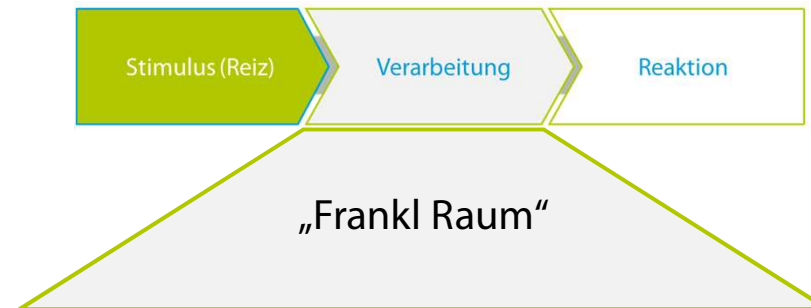 Stimulus (Reiz) Verarbeitung Reaktion
„Frankl Raum“